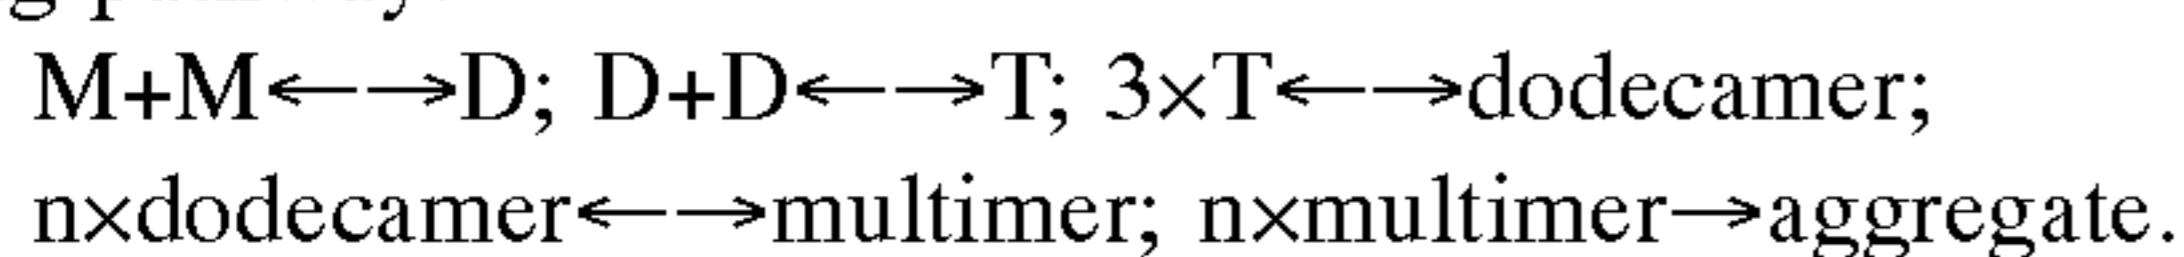 M+M←→D; D+D←→T; 3×T←→dodecamer;
n×dodecamer←→multimer; n×multimer→aggregate.